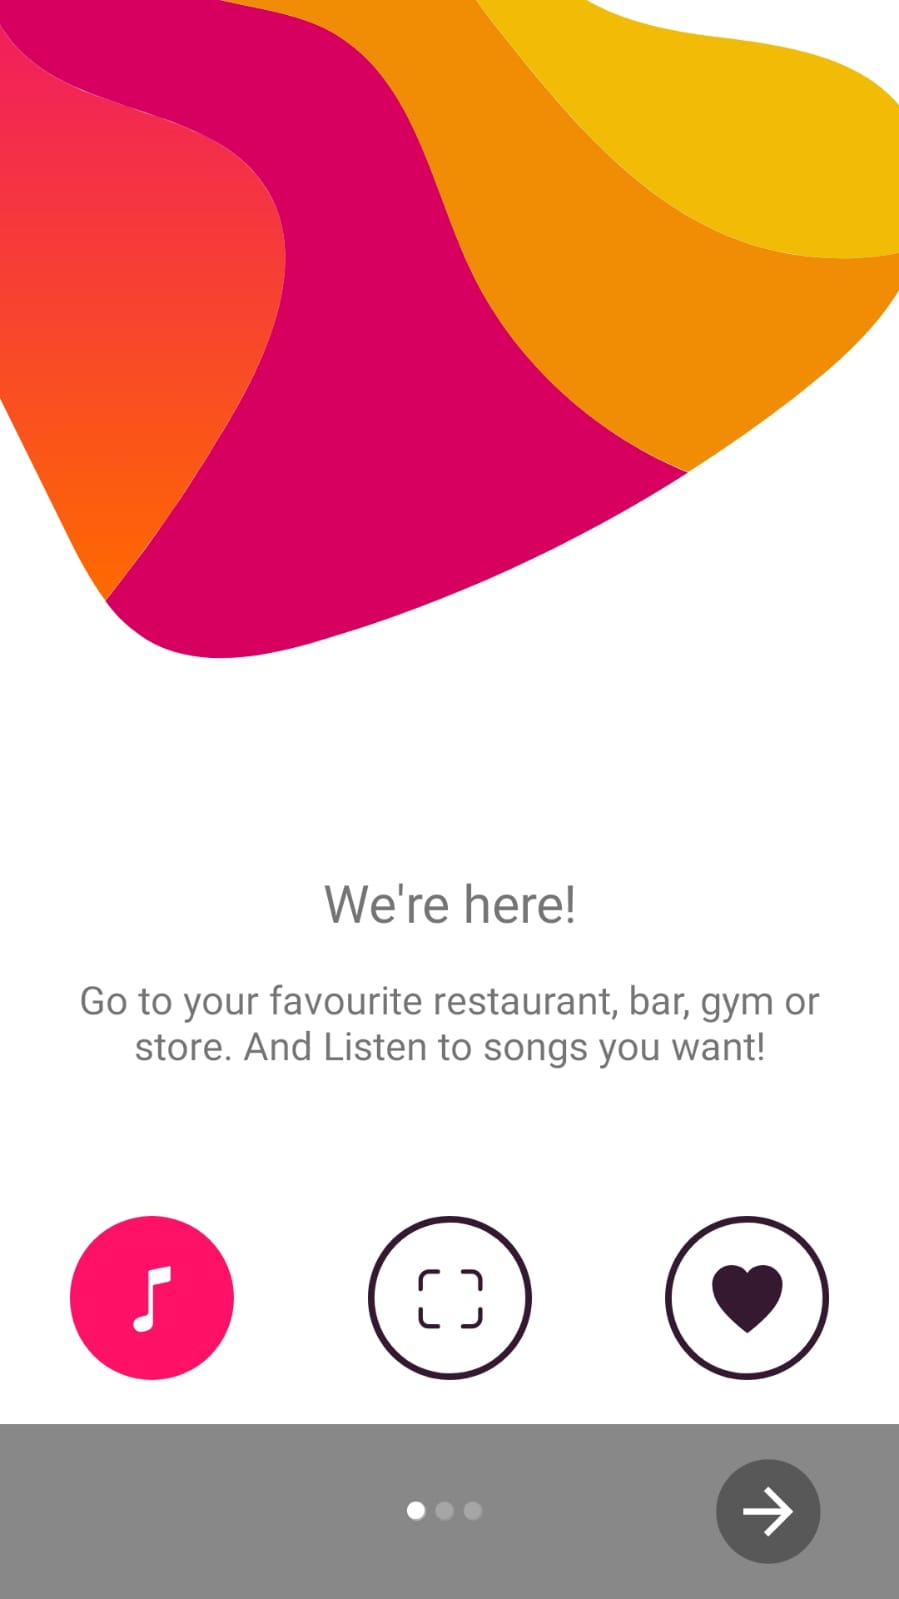 We're here!
Go to your favourite restaurant, bar, gym or
store. And Listen to songs you want!